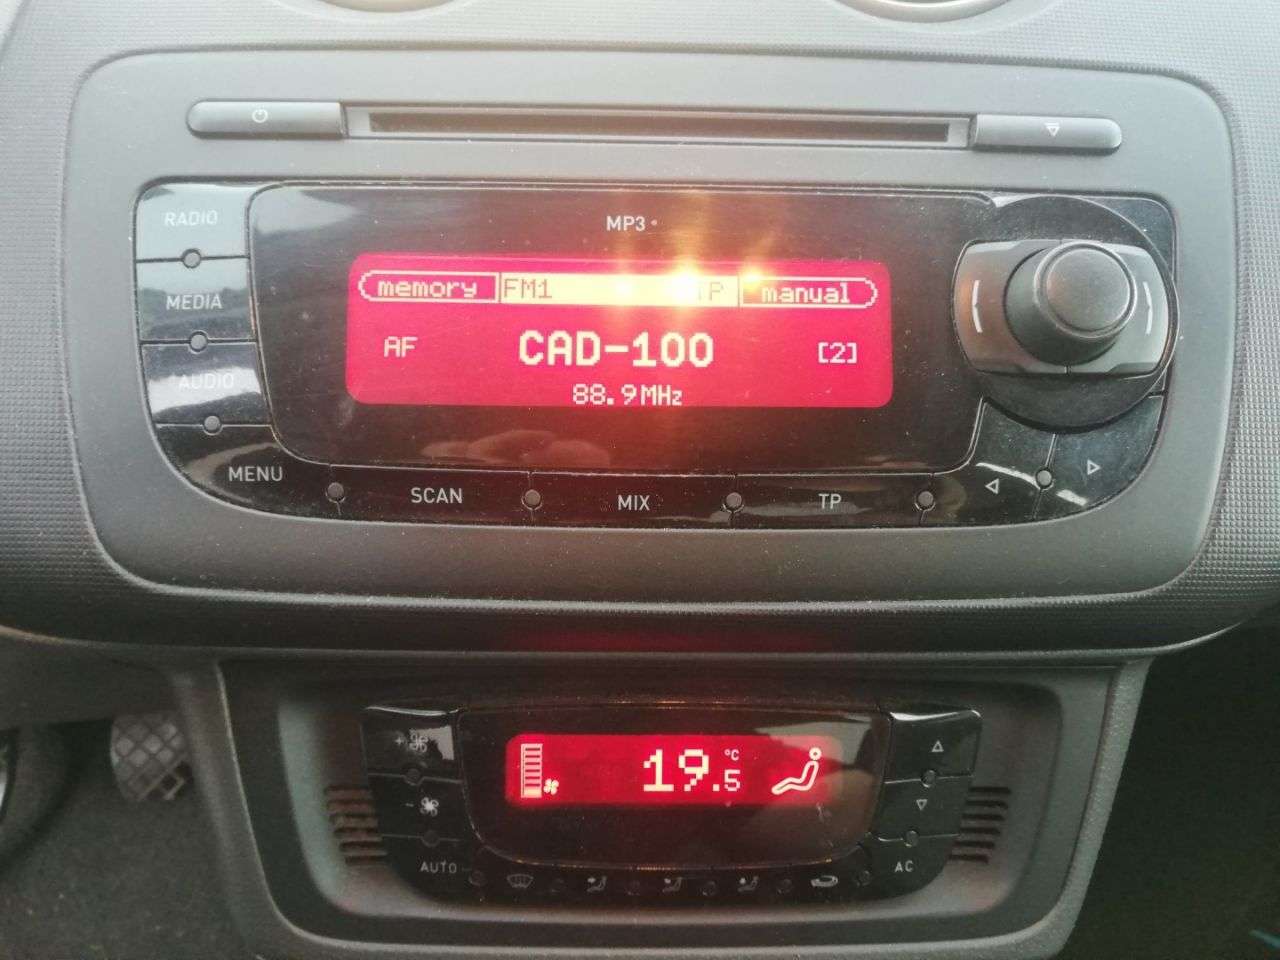 MP3
RADIO
memory FM1 TP manual
MEDIA
AF CAD-100 [2]
AUDIO
88.9MHz
MENU SCAN MIX TP
19.5 °C
AUTO AC